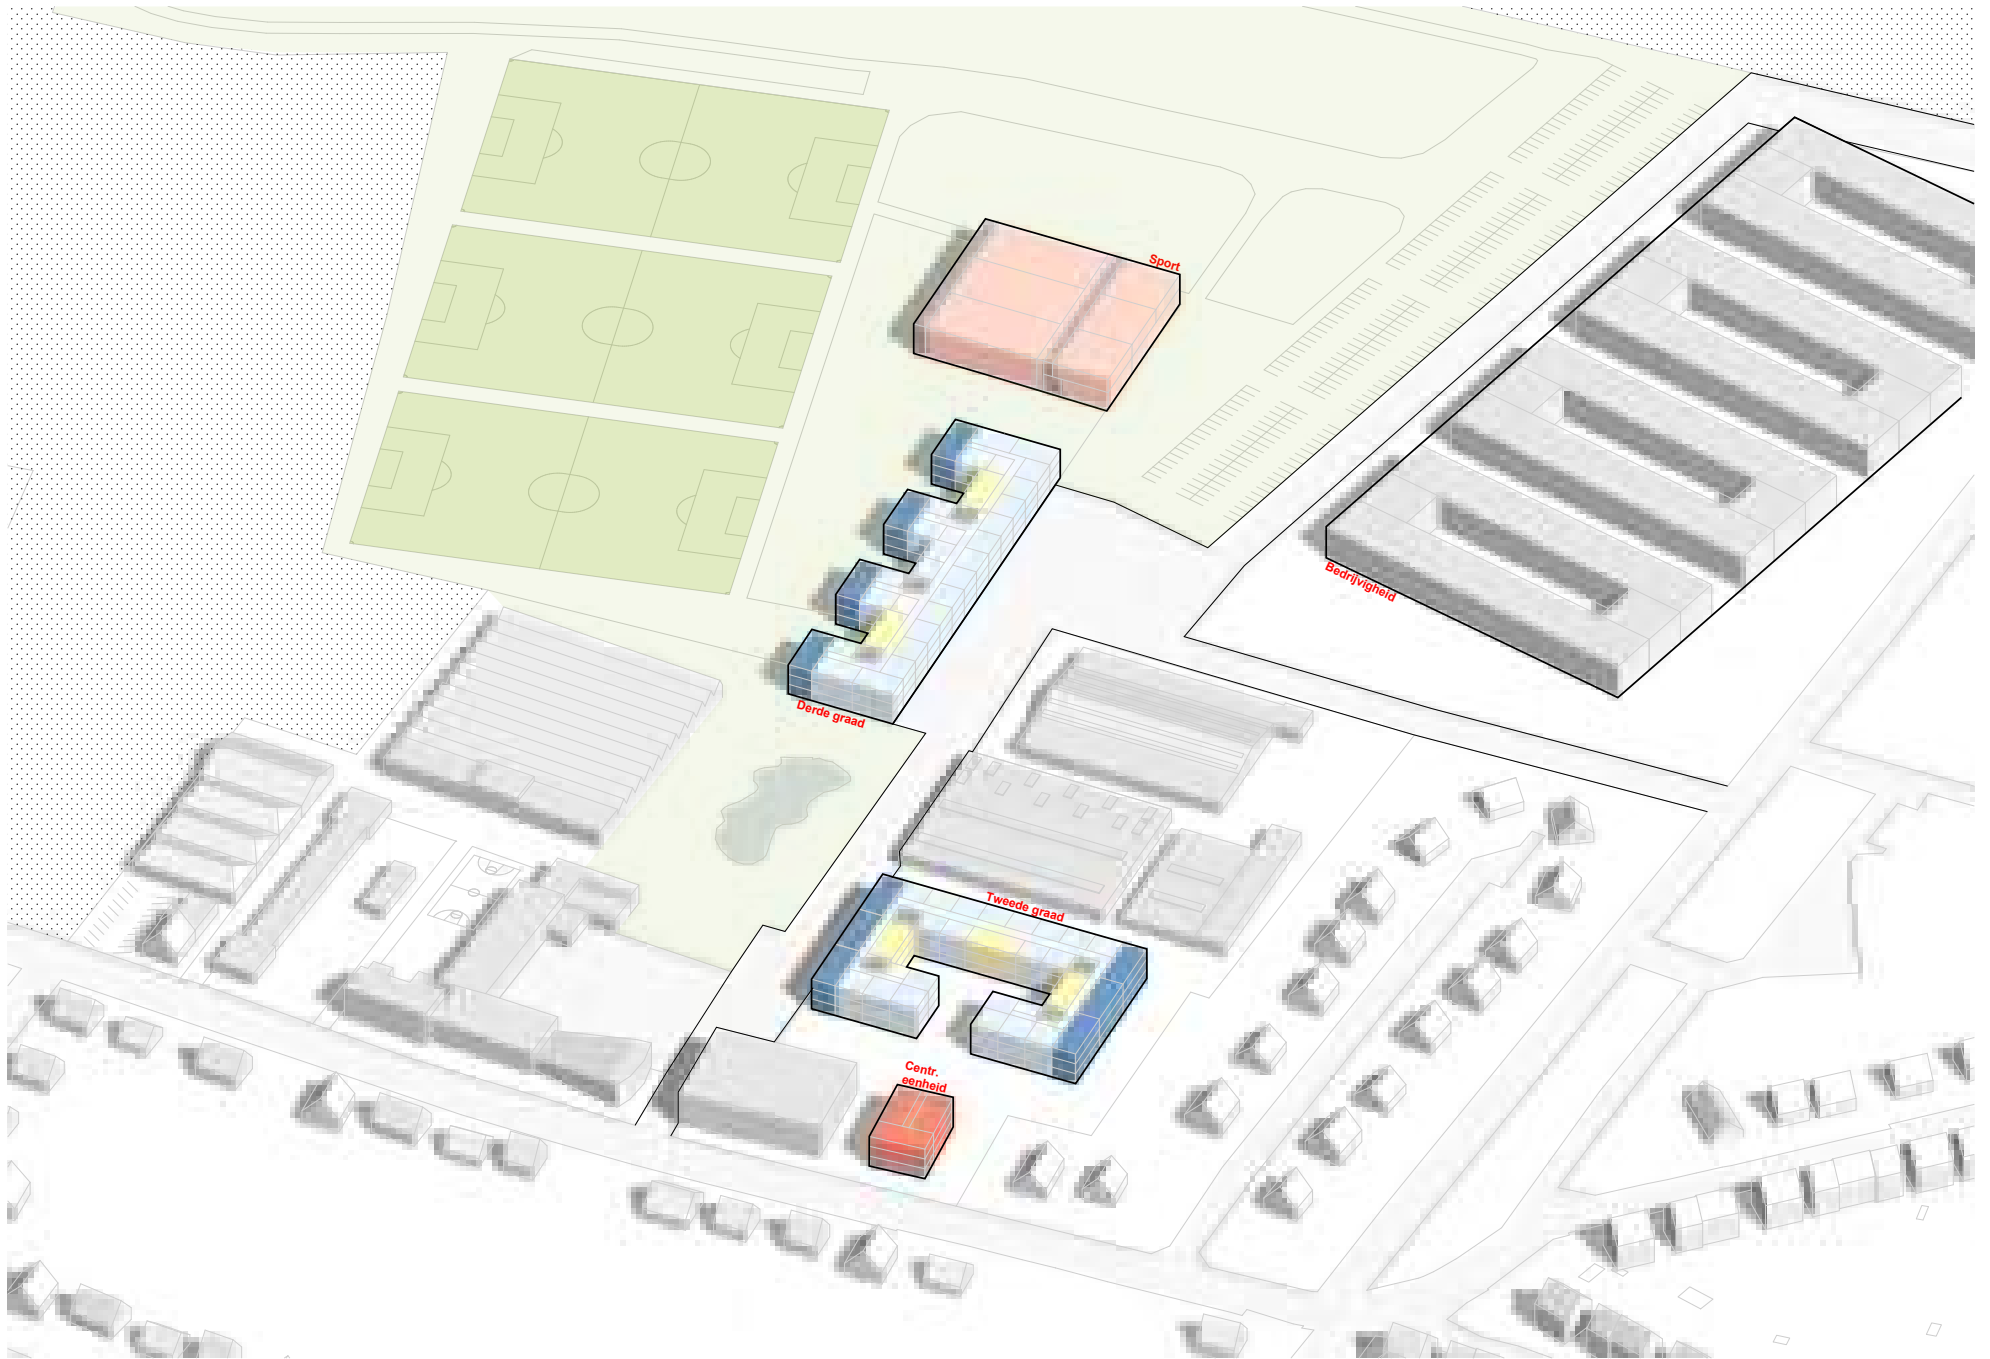 Sport
Bedrijvigheid
Derde graad
Tweede graad
Centr.
eenheid